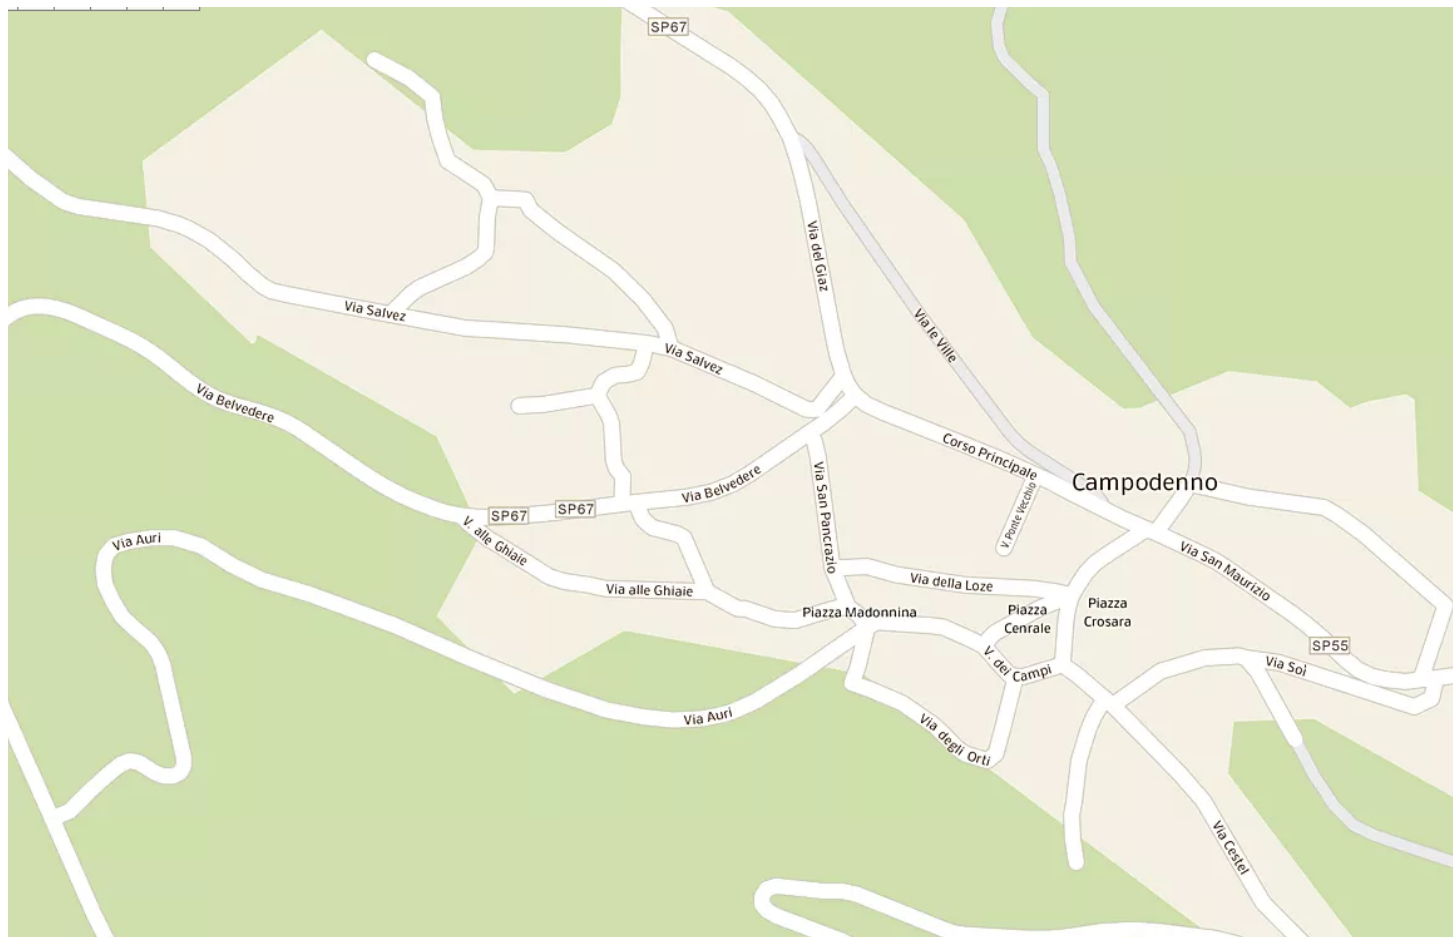 SP67
Via del Giaz
Via Salvez
Via le Ville
Via Salvez
Via Belvedere
Corso Principale
Campodenno
Via Belvedere
Via San Pancrazio
V. Ponte Vecchio
SP67
SP67
V. alle Ghiaie
Via Auri
Via San Maurizio
Via della Loze
Via alle Ghiaie
Piazza Madonnina
Piazza
Cenrale
Piazza
Crosara
SP55
V. dei Campi
Via Soì
Via Auri
Via degli Orti
Via Cestel